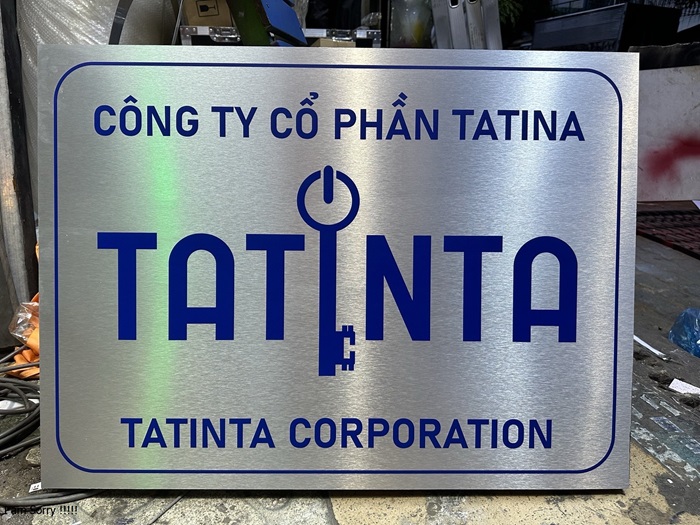 CÔNG TY CỔ PHẦN TATINA
TATINTA
TATINTA CORPORATION
I'am Sorry !!!!!